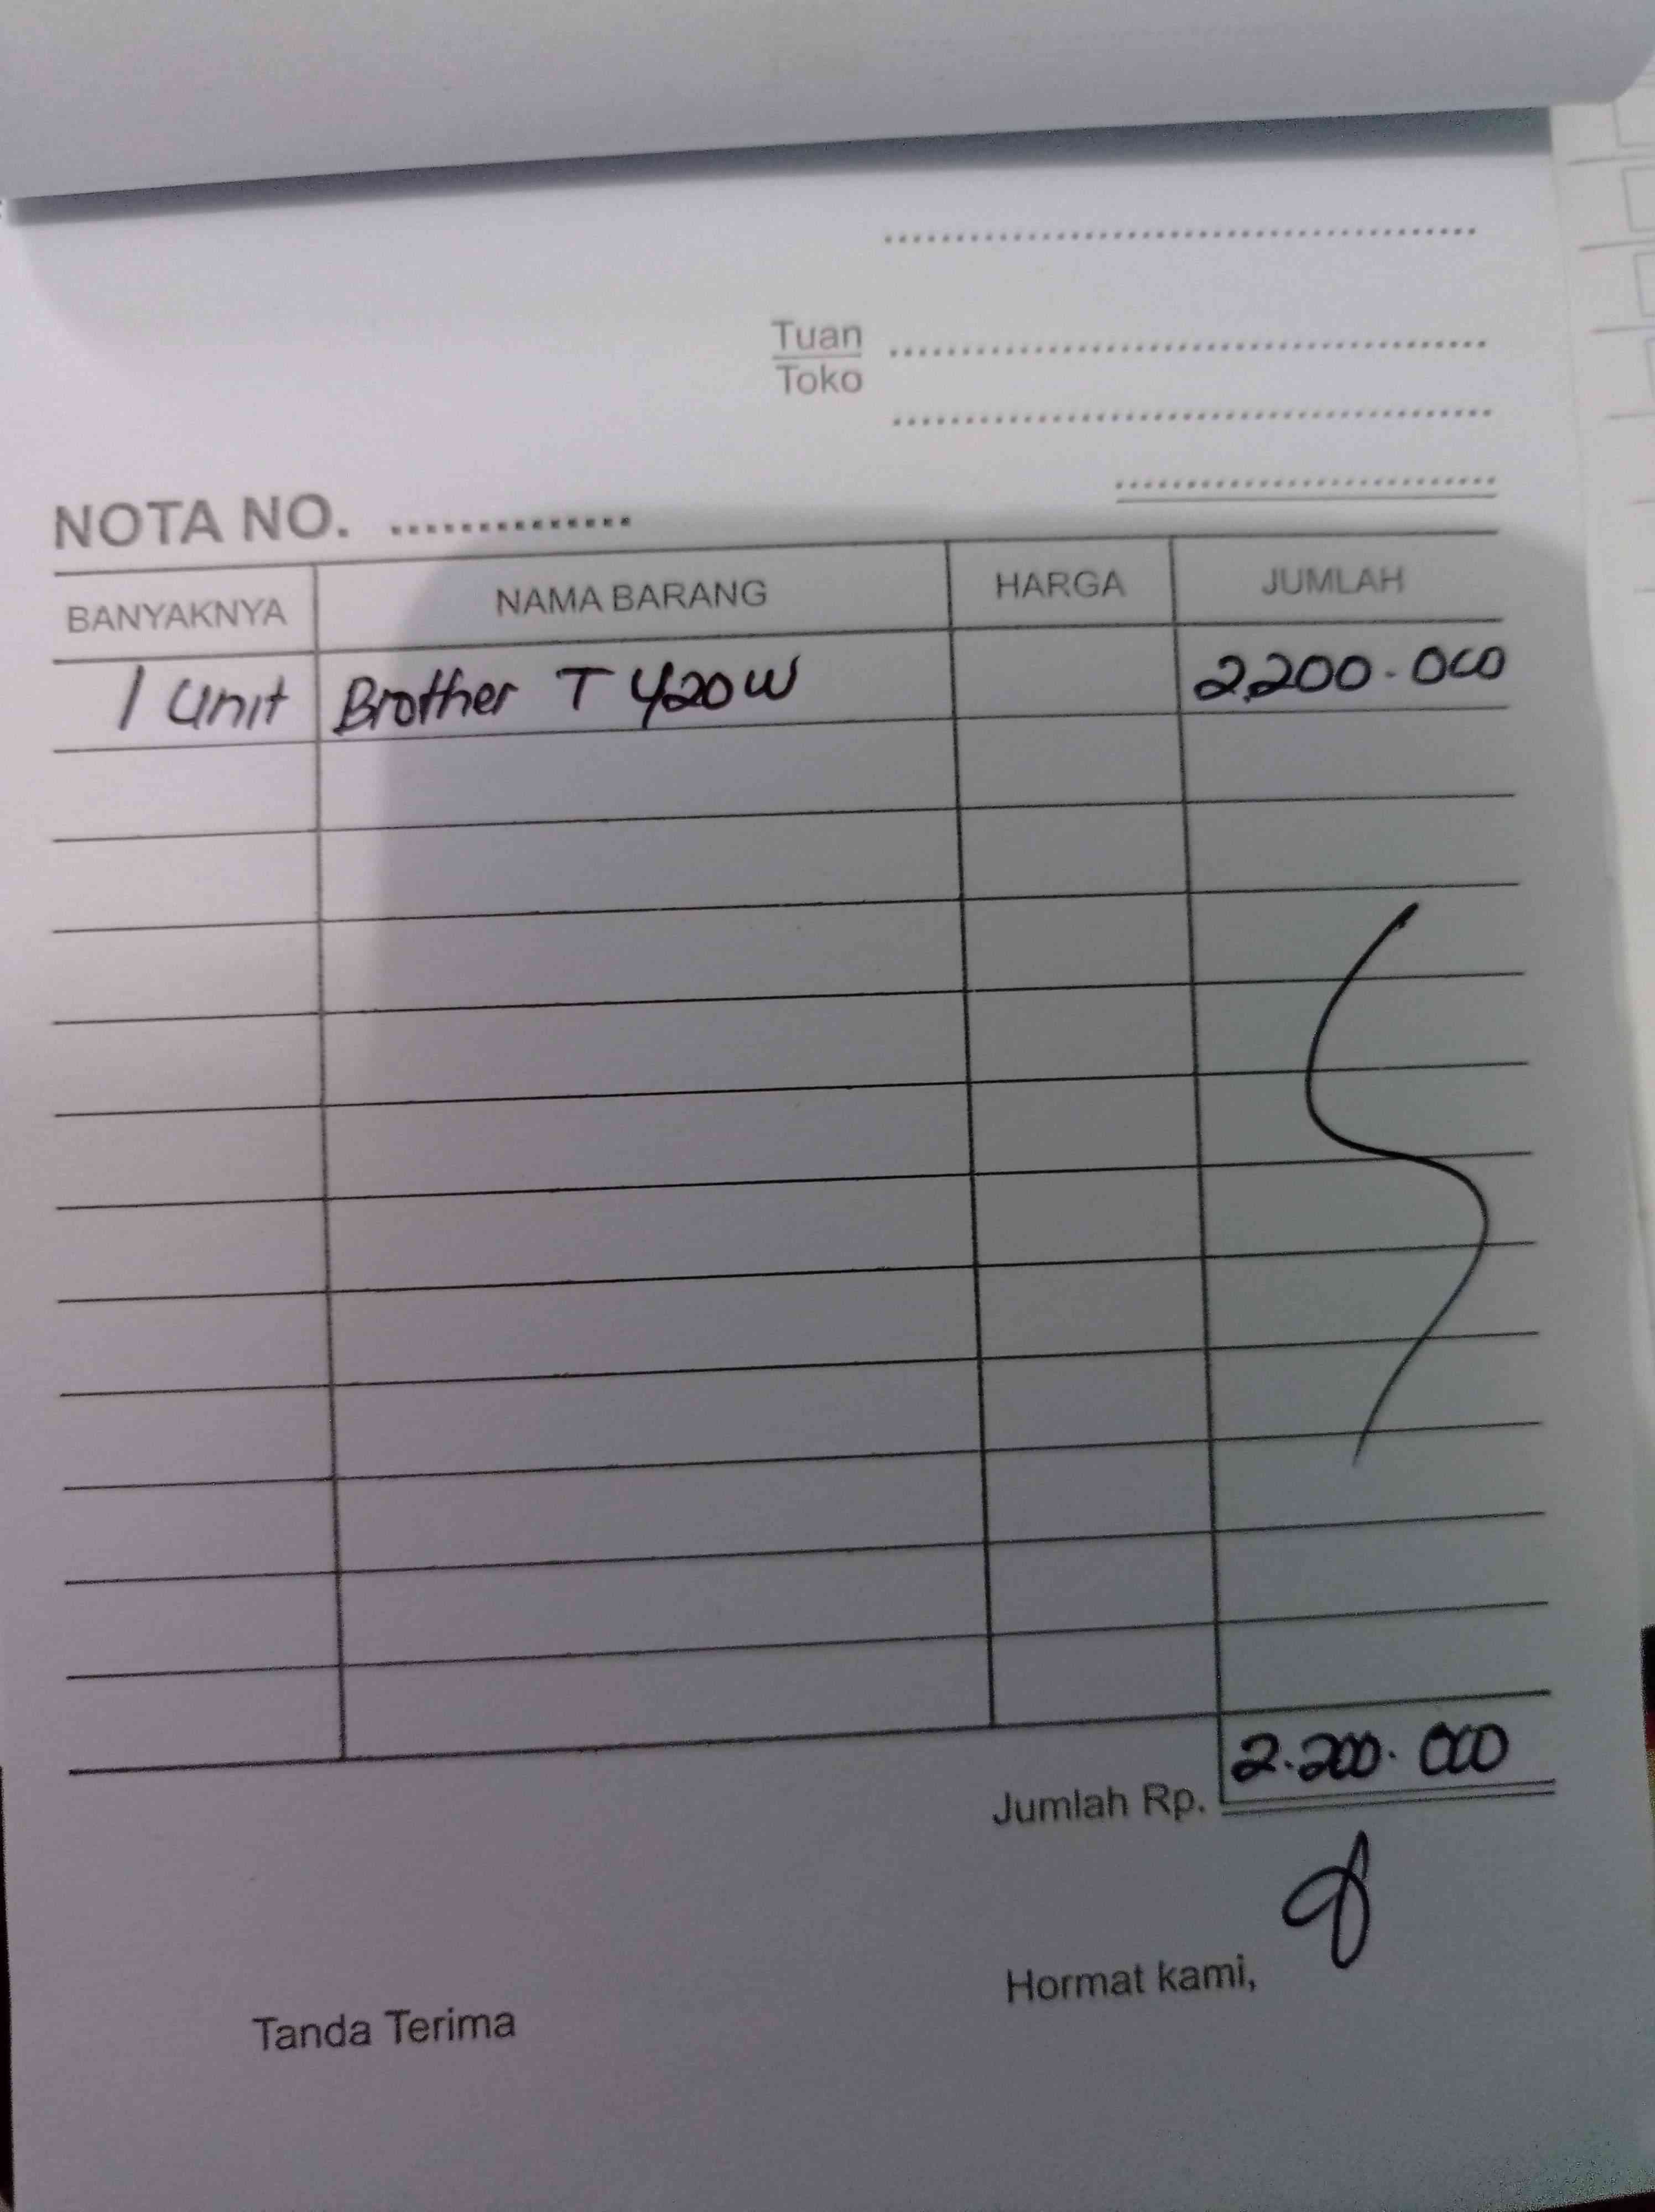 Tuan
Toko
NOTA NO. ..............
BANYAKNYA NAMA BARANG HARGA JUMLAH
1 Unit Brother T 420W 2.200.000
Jumlah Rp. 2.200.000
Hormat kami,
Tanda Terima